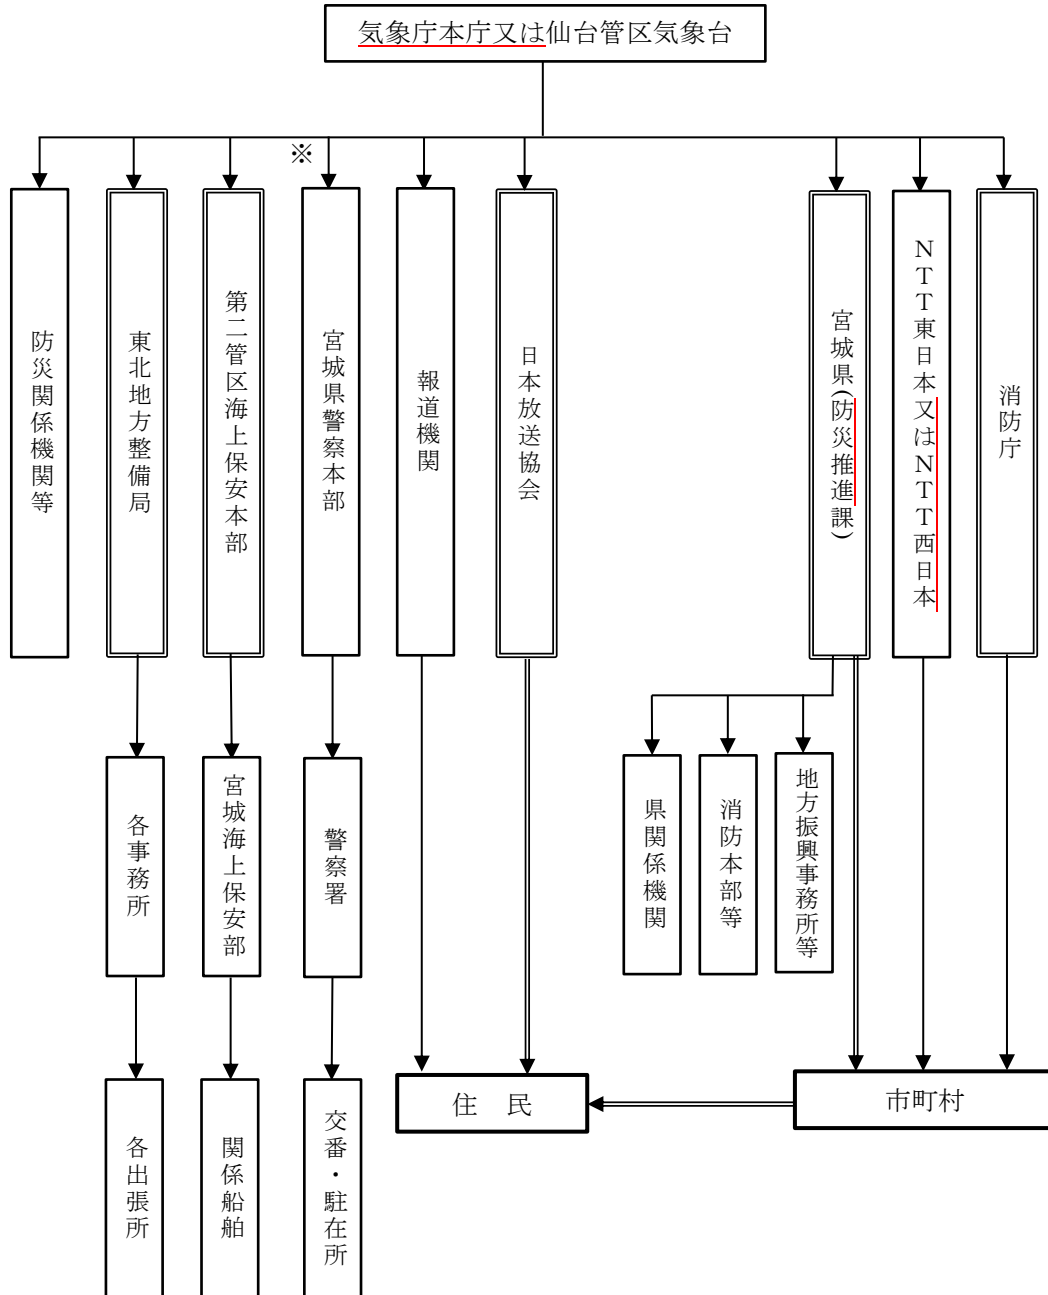 気象庁本庁又は仙台管区気象台
※
防災関係機関等
東北地方整備局
第二管区海上保安本部
宮城県警察本部
報道機関
日本放送協会
宮城県(防災推進課)
ＮＴＴ東日本又はＮＴＴ西日本
消防庁
各事務所
宮城海上保安部
警察署
県関係機関
消防本部等
地方振興事務所等
住　民
市町村
各出張所
関係船舶
交番・駐在所